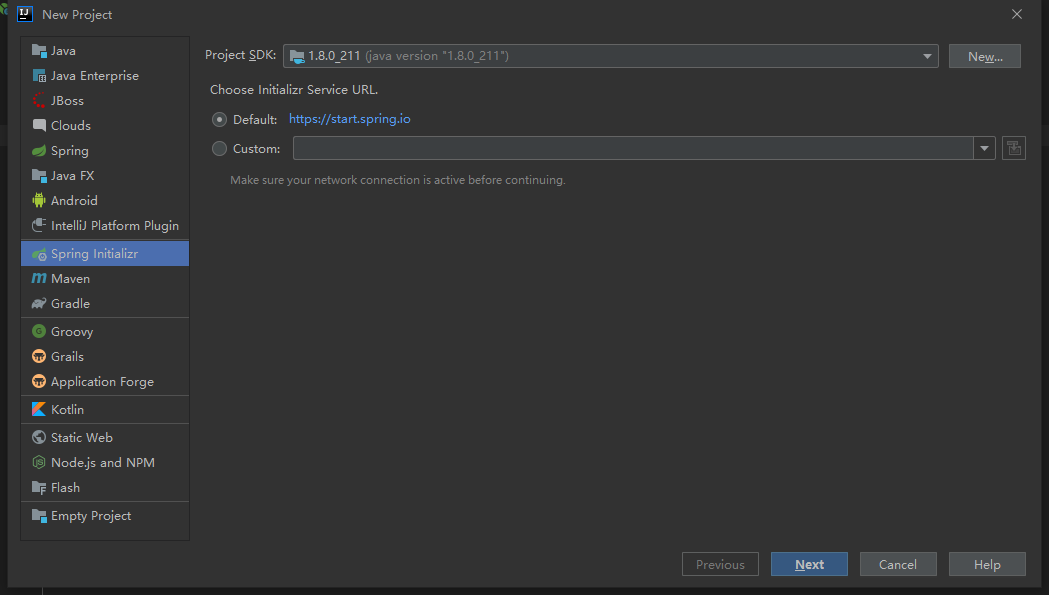 New Project
Java
Java Enterprise
JBoss
Clouds
Spring
Java FX
Android
IntelliJ Platform Plugin
Spring Initializr
Maven
Gradle
Groovy
Grails
Application Forge
Kotlin
Static Web
Node.js and NPM
Flash
Empty Project
Project SDK: 1.8.0_211 (java version "1.8.0_211") New...
Choose Initializr Service URL.
Default: https://start.spring.io
Custom:
Make sure your network connection is active before continuing.
Previous Next Cancel Help